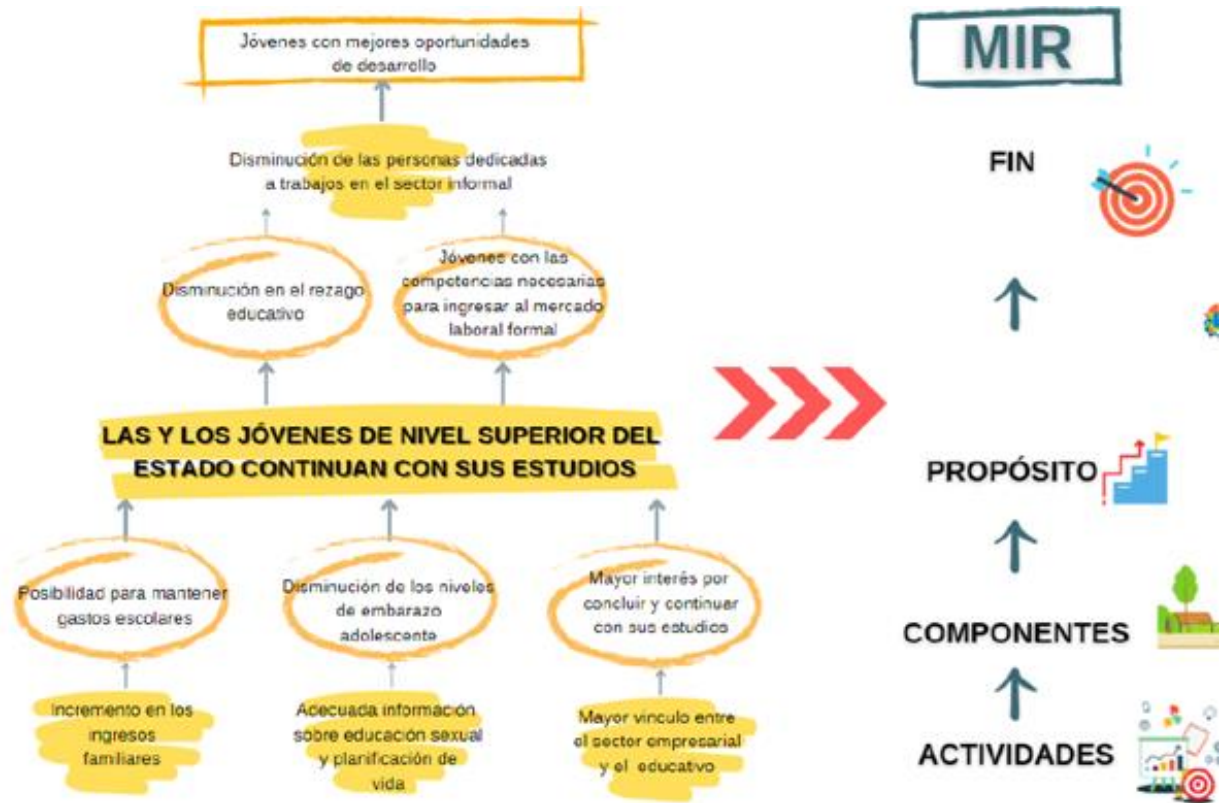 Jóvenes con mejores oportunidades
de desarrollo
Disminución de las personas dedicadas
a trabajos en el sector informal
Disminución en el rezago
educativo
Jóvenes con las
competencias necesarias
para ingresar al mercado
laboral formal
LAS Y LOS JÓVENES DE NIVEL SUPERIOR DEL
ESTADO CONTINUAN CON SUS ESTUDIOS
Posibilidad para mantener
gastos escolares
Disminución de los niveles
de embarazo
adolescente
Mayor interés por
concluir y continuar
con sus estudios
Incremento en los
ingresos
familiares
Adecuada información
sobre educación sexual
y planificación de
vida
Mayor vinculo entre
el sector empresarial
y el educativo
MIR
FIN
PROPÓSITO
COMPONENTES
ACTIVIDADES